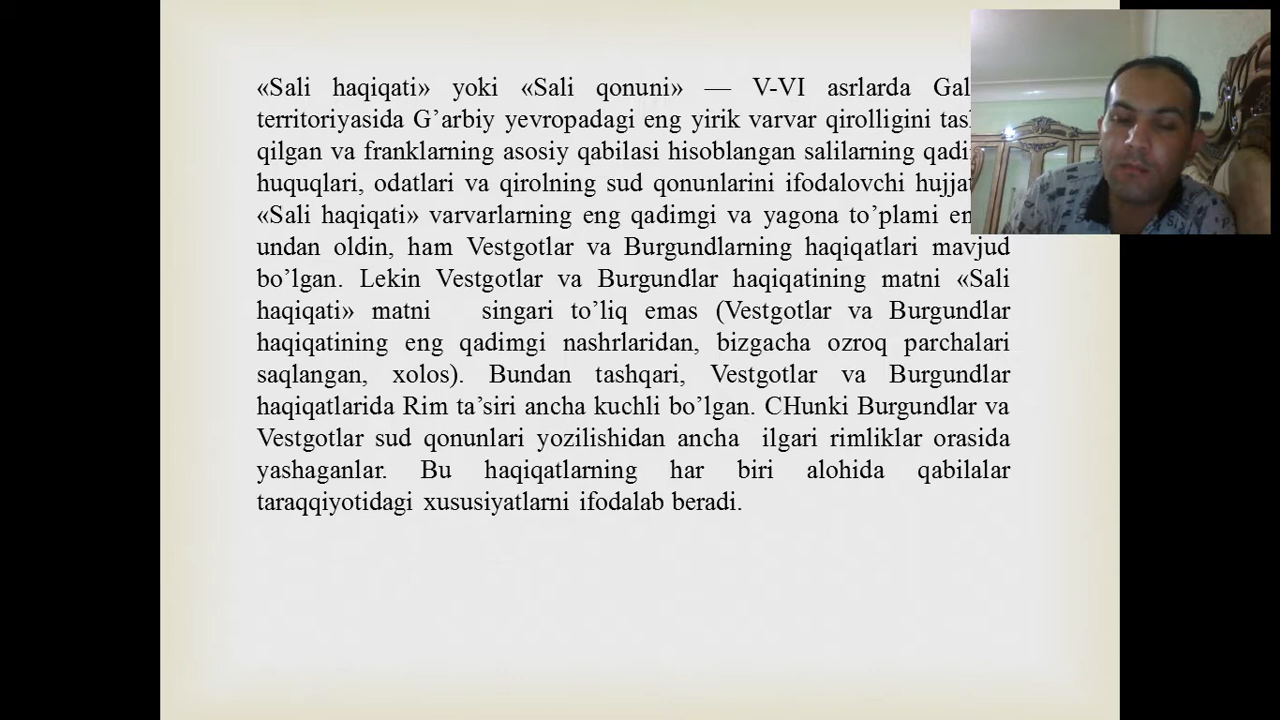 «Sali haqiqati» yoki «Sali qonuni» — V-VI asrlarda
territoriyasida G’arbiy yevropadagi eng yirik varvar qirolligini
qilgan va franklarning asosiy qabilasi hisoblangan salilarning
huquqlari, odatlari va qirolning sud qonunlarini ifodalovchi
«Sali haqiqati» varvarlarning eng qadimgi va yagona to’plami
undan oldin, ham Vestgotlar va Burgundlarning haqiqatlari mavjud
bo’lgan. Lekin Vestgotlar va Burgundlar haqiqatining matni «Sali
haqiqati» matni singari to’liq emas (Vestgotlar va Burgundlar
haqiqatining eng qadimgi nashrlaridan, bizgacha ozroq parchalari
saqlangan, xolos). Bundan tashqari, Vestgotlar va Burgundlar
haqiqatlarida Rim ta’siri ancha kuchli bo’lgan. CHunki Burgundlar va
Vestgotlar sud qonunlari yozilishidan ancha ilgari rimliklar orasida
yashaganlar. Bu haqiqatlarning har biri alohida qabilalar
taraqqiyotidagi xususiyatlarni ifodalab beradi.